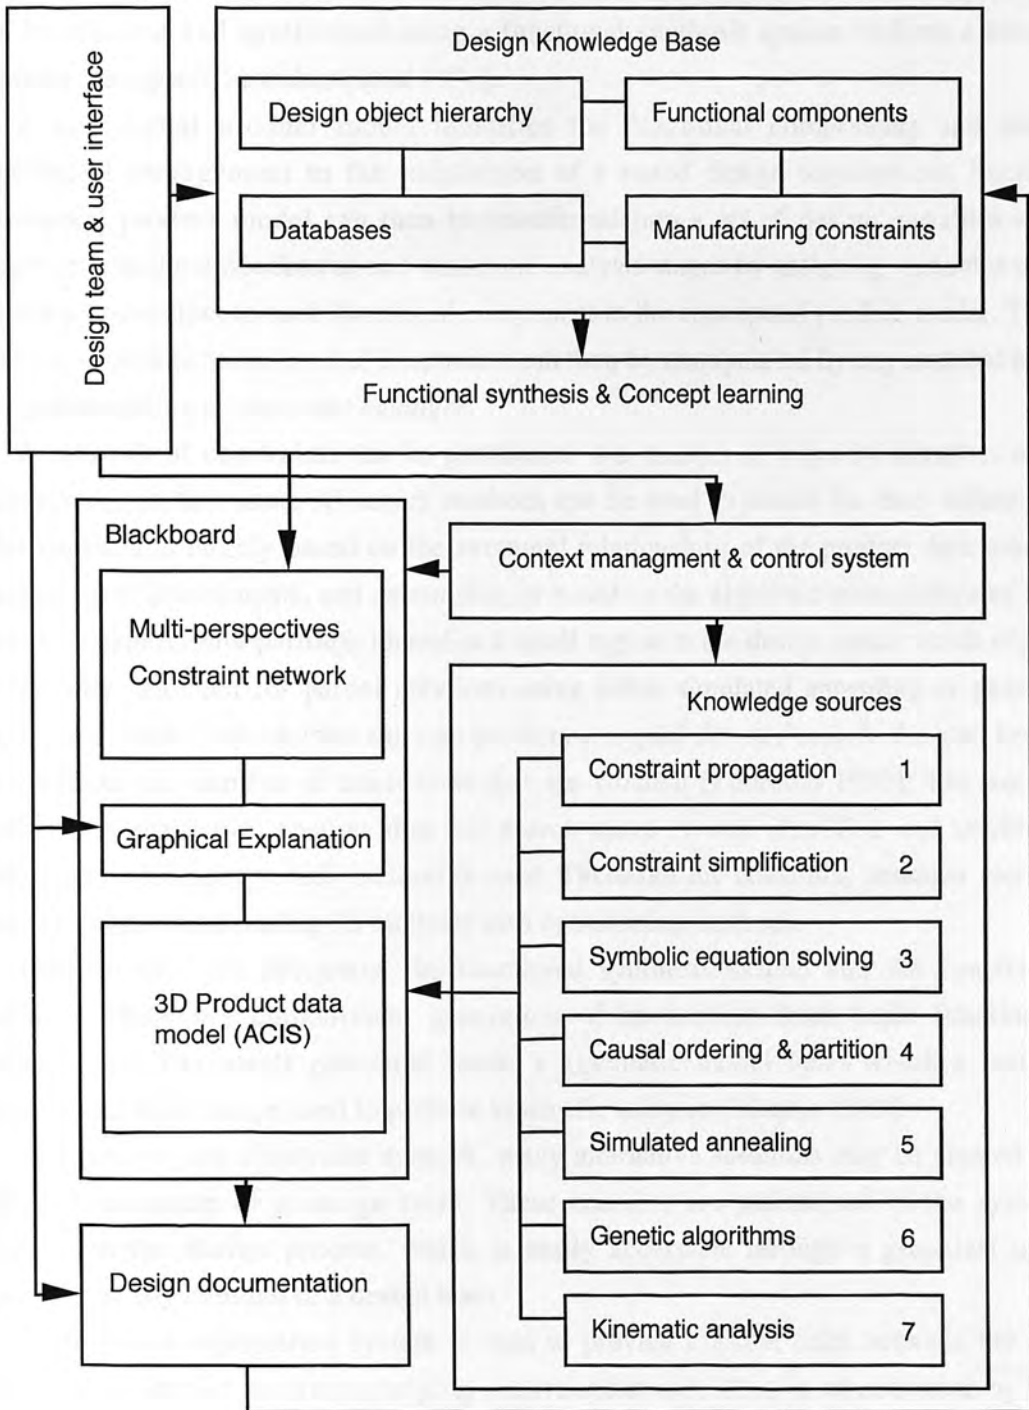 Design team & user interface
Design Knowledge Base
Design object hierarchy
Functional components
Databases
Manufacturing constraints
Functional synthesis & Concept learning
Blackboard
Multi-perspectives
Constraint network
Graphical Explanation
3D Product data
model (ACIS)
Design documentation
Context managment & control system
Knowledge sources
Constraint propagation 1
Constraint simplification 2
Symbolic equation solving 3
Causal ordering & partition 4
Simulated annealing 5
Genetic algorithms 6
Kinematic analysis 7